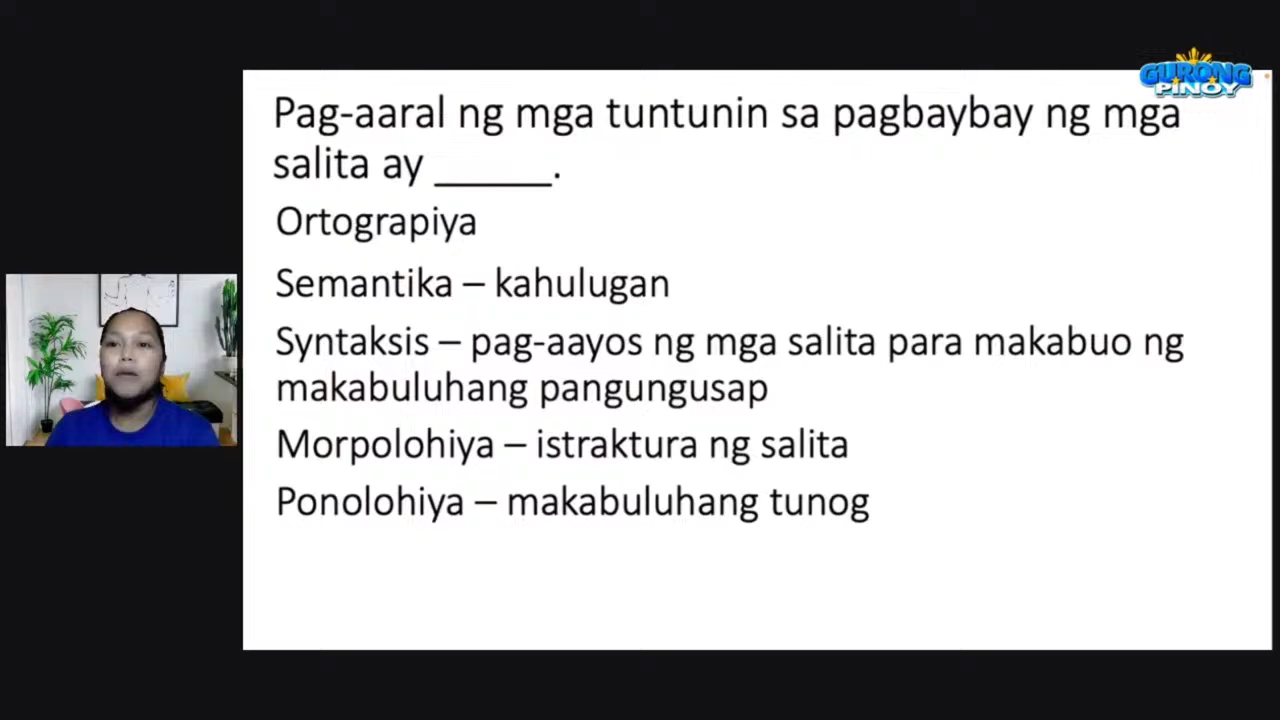 GURONG
PINOY
Pag-aaral ng mga tuntunin sa pagbaybay ng mga
salita ay ______.
Ortograpiya
Semantika – kahulugan
Syntaksis – pag-aayos ng mga salita para makabuo ng
makabuluhang pangungusap
Morpolohiya – istraktura ng salita
Ponolohiya – makabuluhang tunog